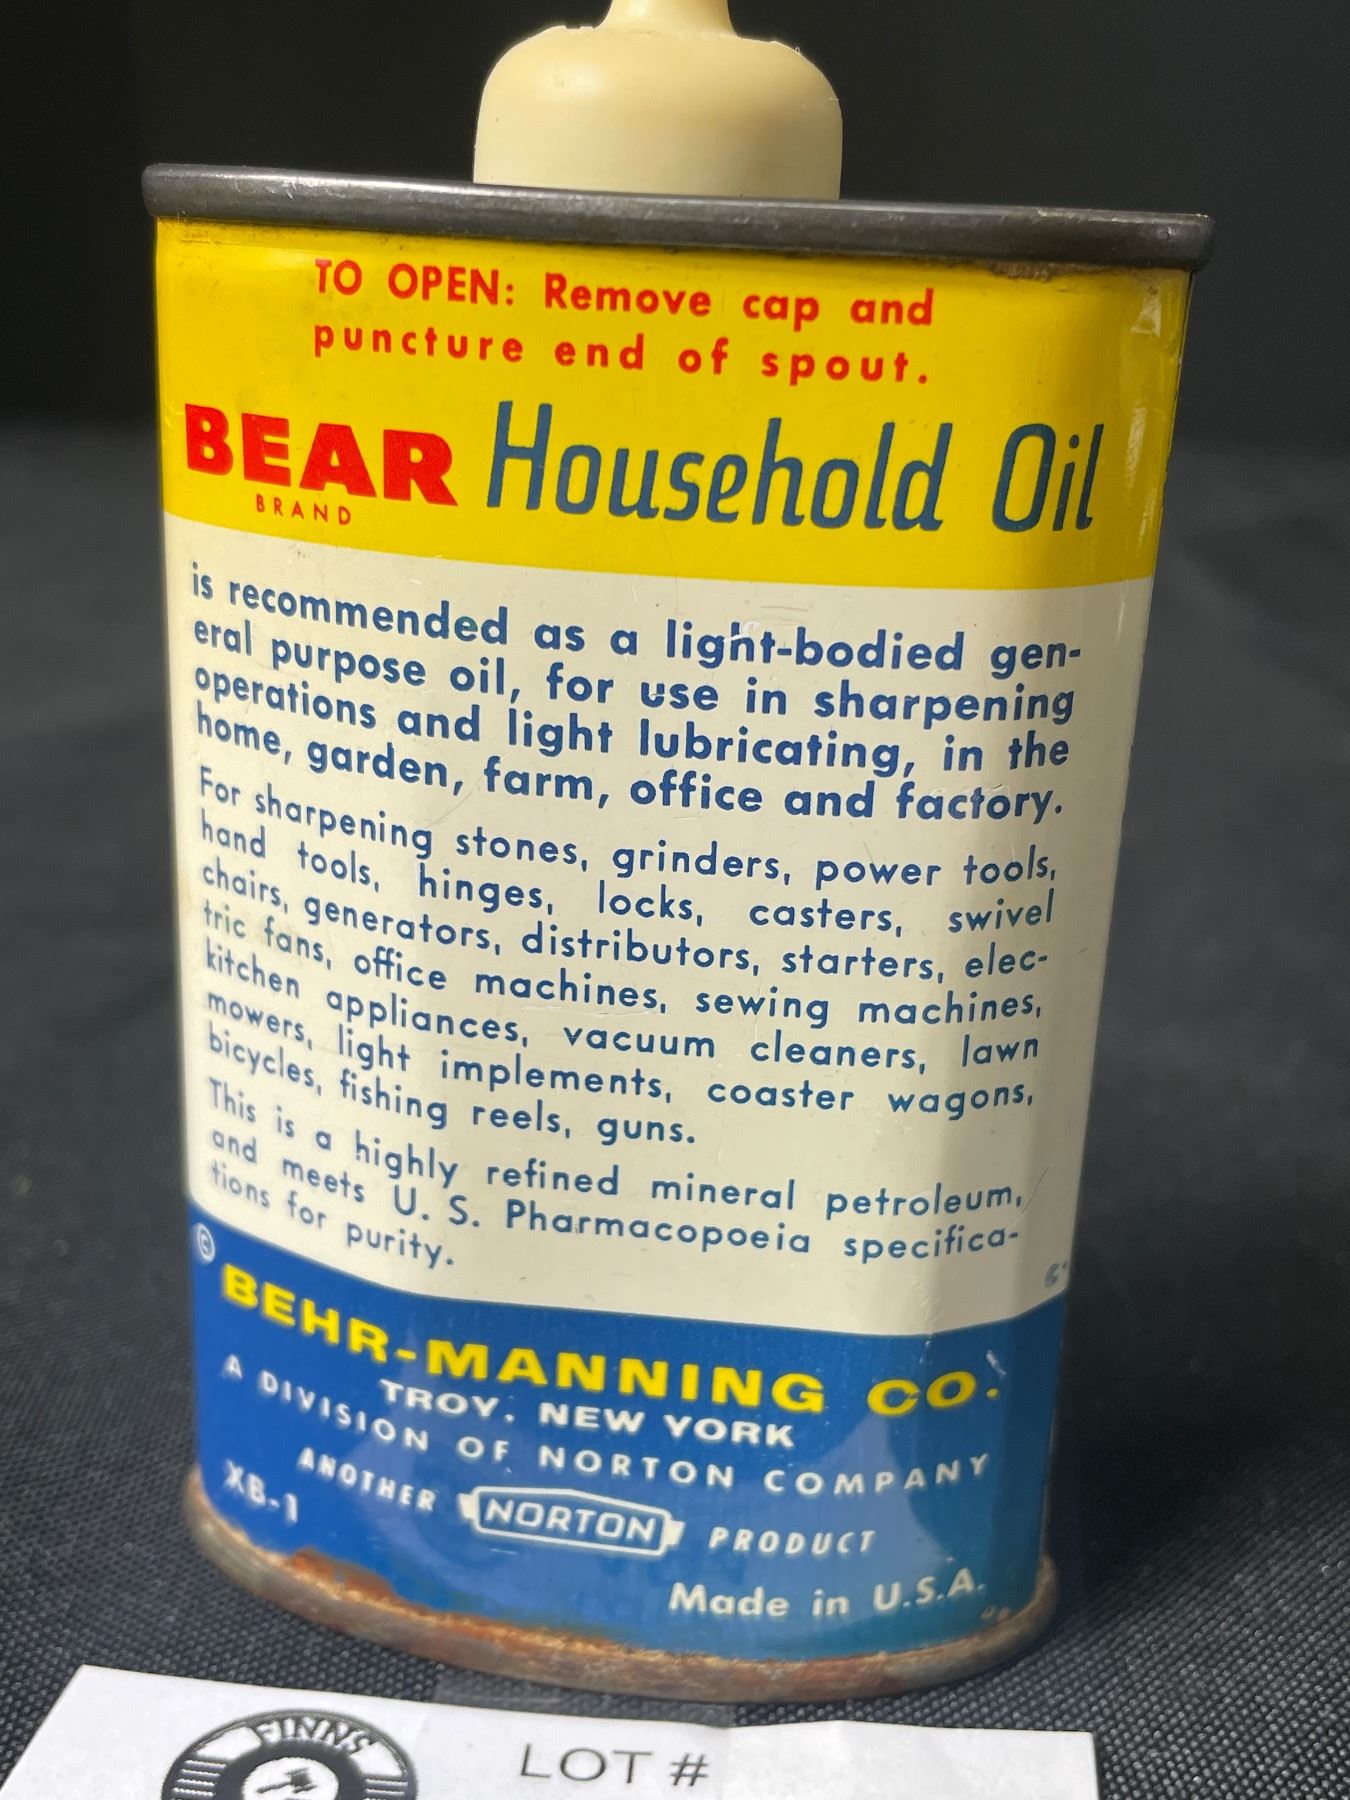 TO OPEN: Remove cap and
puncture end of spout.
BEAR Household Oil
BRAND
is recommended as a light-bodied gen-
eral purpose oil, for use in sharpening
operations and light lubricating, in the
home, garden, farm, office and factory.
For sharpening stones, grinders, power tools,
hand tools, hinges, locks, casters, swivel
chairs, generators, distributors, starters, elec-
tric fans, office machines, sewing machines,
kitchen appliances, vacuum cleaners, lawn
mowers, light implements, coaster wagons,
bicycles, fishing reels, guns.
This is a highly refined mineral petroleum,
and meets U. S. Pharmacopoeia specifica-
tions for purity.
©
BEHR-MANNING CO.
TROY, NEW YORK
A DIVISION OF NORTON COMPANY
ANOTHER NORTON PRODUCT
XB-1
Made in U.S.A.
FINNS
LOT #